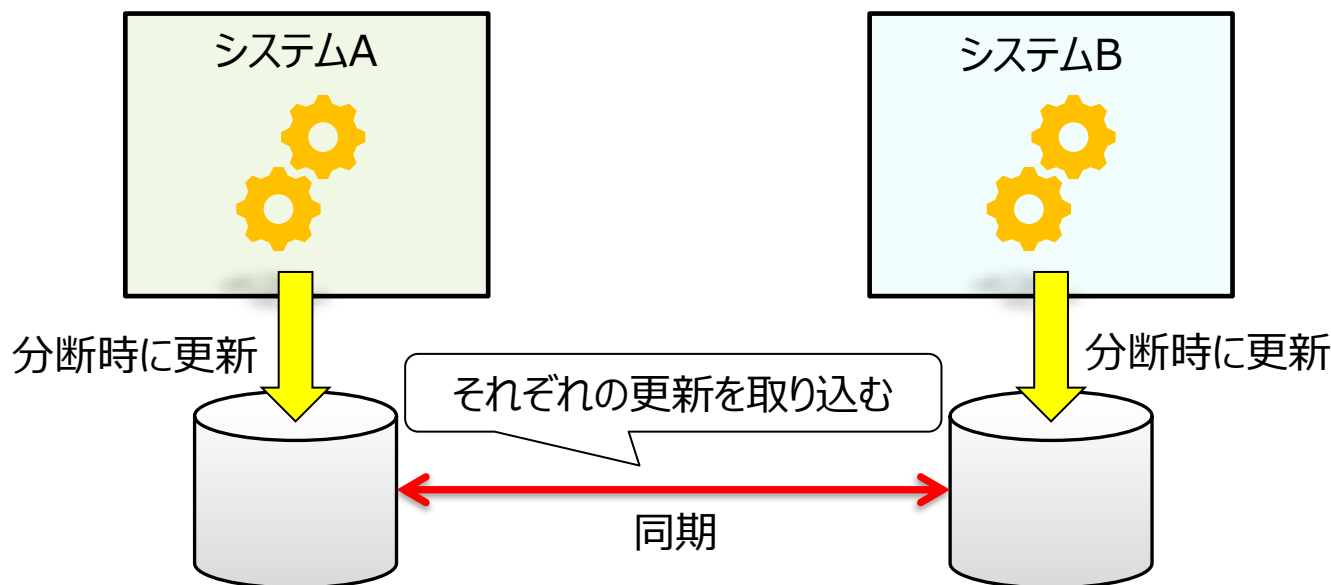 システムA
システムB
分断時に更新
分断時に更新
それぞれの更新を取り込む
同期